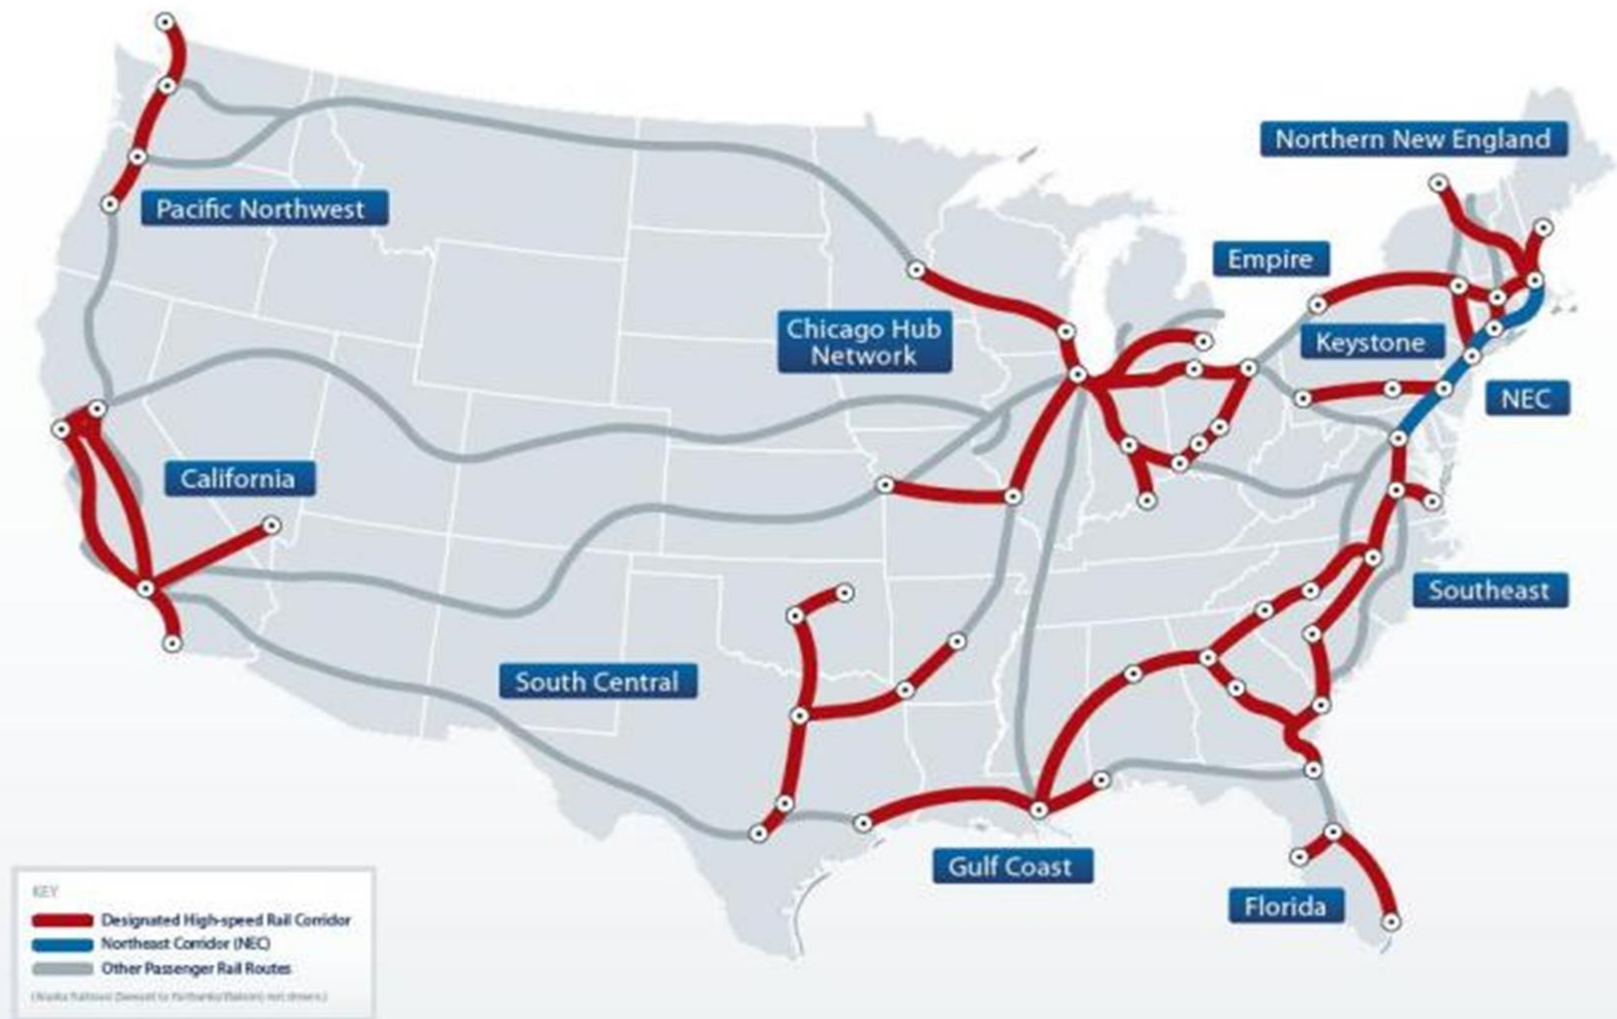 Northern New England
Pacific Northwest
Empire
Chicago Hub
Network
Keystone
NEC
California
Southeast
South Central
Gulf Coast
Florida
KEY
Designated High-speed Rail Corridor
Northeast Corridor (NEC)
Other Passenger Rail Routes